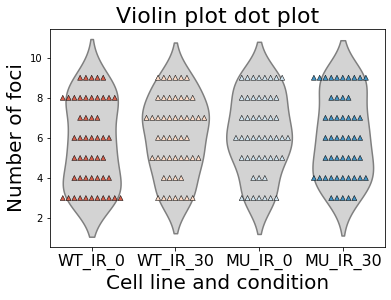 Violin plot dot plot
Number of foci
10
8
6
4
2
WT_IR_0 WT_IR_30 MU_IR_0 MU_IR_30
Cell line and condition